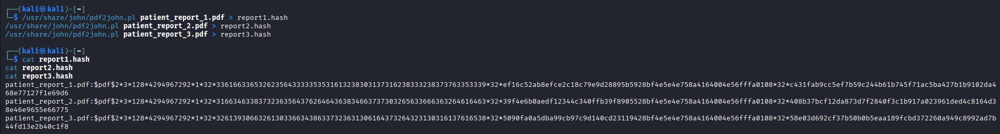 ┌──(kali㉿kali)-[~]
└─$ /usr/share/john/pdf2john.pl patient_report_1.pdf > report1.hash
/usr/share/john/pdf2john.pl patient_report_2.pdf > report2.hash
/usr/share/john/pdf2john.pl patient_report_3.pdf > report3.hash
┌──(kali㉿kali)-[~]
└─$ cat report1.hash
cat report2.hash
cat report3.hash
patient_report_1.pdf:$pdf$2*3*128*4294967292*1*32*3361663365326235643333353531613238303137316238333238373763353339*32*ef16c52ab8efce2c18c79e9d28895b5928bf4e5e4e758a4164004e56fffa0108*32*c431fab9cc5ef7b59c244b61b745f71ac5ba427b1b9102da4
68e77127f1e69d6
patient_report_2.pdf:$pdf$2*3*128*4294967292*1*32*3166346338373236356437626464363834663737303265633666363264616463*32*39f4e6b0aedf12344c340ffb39f8905528bf4e5e4e758a4164004e56fffa0108*32*408b37bcf12da873d7f2840f3c1b917a023961ded4c8164d3
8e46e9655e66775
patient_report_3.pdf:$pdf$2*3*128*4294967292*1*32*3261393066326130336634386337323631306164373264323130316137616538*32*5090fa0a5dba99cb97c9d140cd23119428bf4e5e4e758a4164004e56fffa0108*32*58e03d692cf37b50b0b5eaa189fcbd372260a949c8992ad7b
44fd13e2b40c1f8